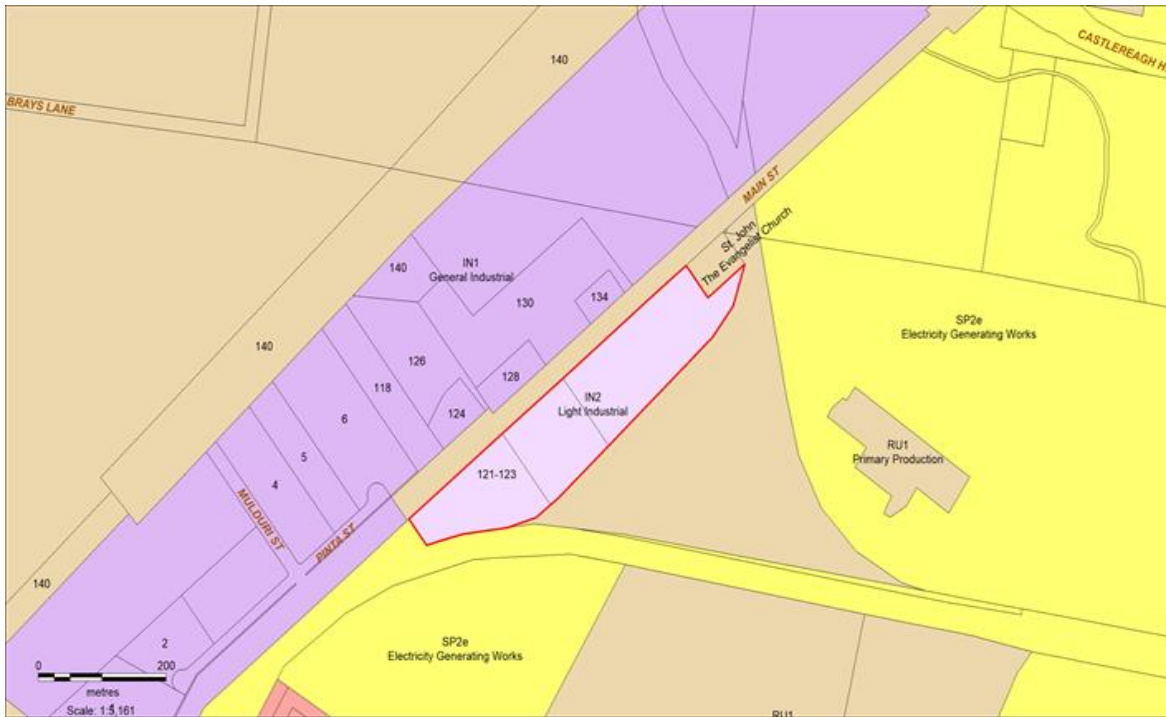 140
CASTLEREAGH H
BRAYS LANE
MAIN ST
St. John
The Evangelist Church
140
IN1
General Industrial
130
134
SP2e
Electricity Generating Works
140
126
128
118
IN2
Light Industrial
124
6
RU1
Primary Production
5
121-123
4
MULDURI ST
PINTA ST
140
2
SP2e
Electricity Generating Works
0
200
metres
Scale: 1:5,161
RU1